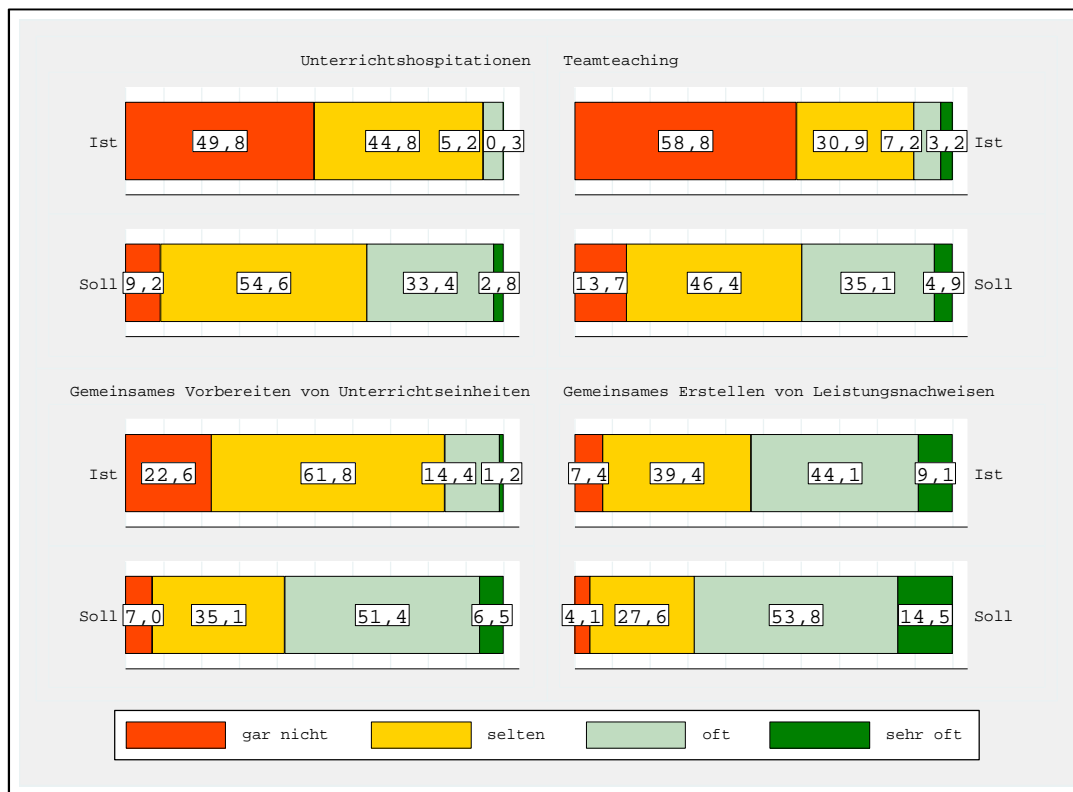 Unterrichtshospitationen Teamteaching
Ist 49,8 44,8 5,2 0,3 58,8 30,9 7,2 3,2 Ist
Soll 9,2 54,6 33,4 2,8 13,7 46,4 35,1 4,9 Soll
Gemeinsames Vorbereiten von Unterrichtseinheiten Gemeinsames Erstellen von Leistungsnachweisen
Ist 22,6 61,8 14,4 1,2 7,4 39,4 44,1 9,1 Ist
Soll 7,0 35,1 51,4 6,5 4,1 27,6 53,8 14,5 Soll
gar nicht selten oft sehr oft